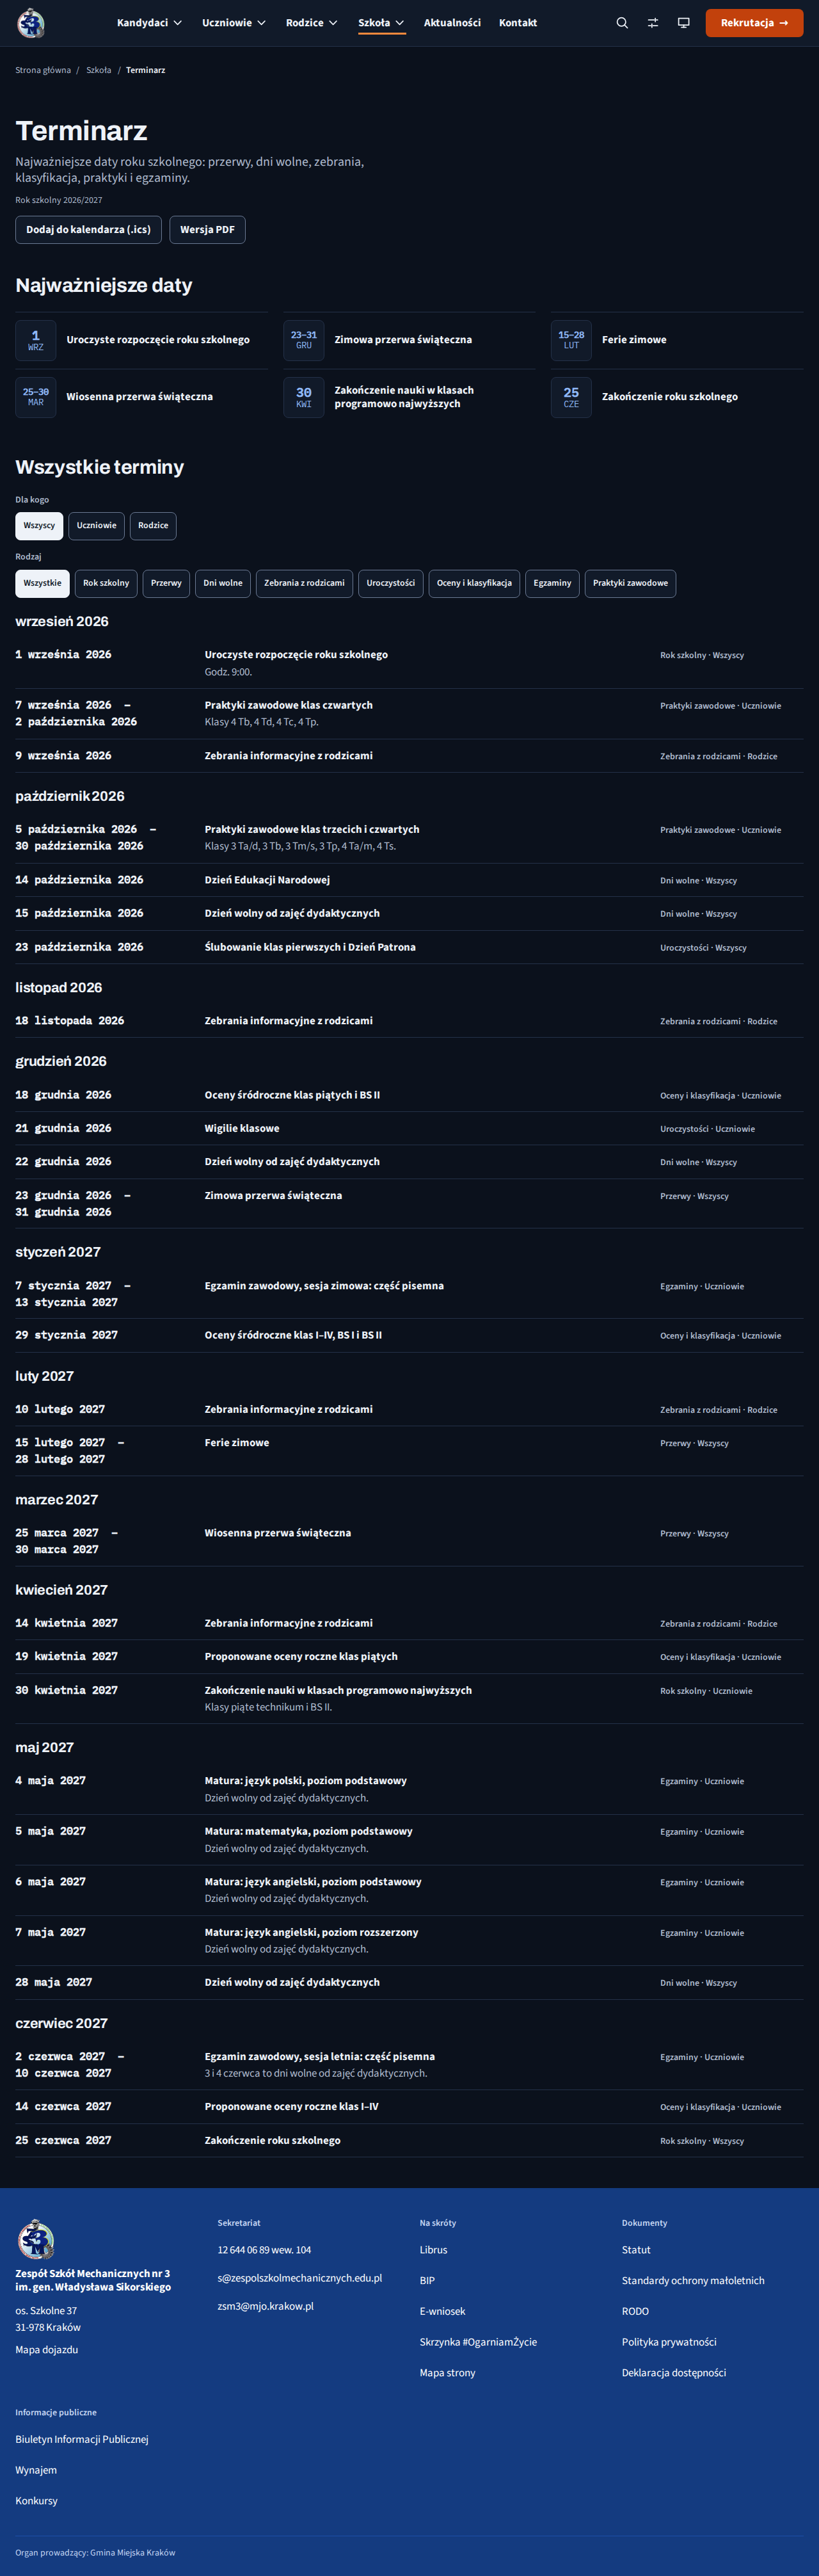 Kandydaci Uczniowie Rodzice Szkoła Aktualności Kontakt Rekrutacja →
Strona główna / Szkoła / Terminarz
Terminarz
Najważniejsze daty roku szkolnego: przerwy, dni wolne, zebrania,
klasyfikacja, praktyki i egzaminy.
Rok szkolny 2026/2027
Dodaj do kalendarza (.ics) Wersja PDF
Najważniejsze daty
1 WRZ Uroczyste rozpoczęcie roku szkolnego
23–31 GRU Zimowa przerwa świąteczna
15–28 LUT Ferie zimowe
25–30 MAR Wiosenna przerwa świąteczna
30 KWI Zakończenie nauki w klasach
programowo najwyższych
25 CZE Zakończenie roku szkolnego
Wszystkie terminy
Dla kogo
Wszyscy Uczniowie Rodzice
Rodzaj
Wszystkie Rok szkolny Przerwy Dni wolne Zebrania z rodzicami Uroczystości Oceny i klasyfikacja Egzaminy Praktyki zawodowe
wrzesień 2026
1 września 2026 Uroczyste rozpoczęcie roku szkolnego Rok szkolny · Wszyscy
Godz. 9:00.
7 września 2026 – Praktyki zawodowe klas czwartych Praktyki zawodowe · Uczniowie
2 października 2026 Klasy 4 Tb, 4 Td, 4 Tc, 4 Tp.
9 września 2026 Zebrania informacyjne z rodzicami Zebrania z rodzicami · Rodzice
październik 2026
5 października 2026 – Praktyki zawodowe klas trzecich i czwartych Praktyki zawodowe · Uczniowie
30 października 2026 Klasy 3 Ta/d, 3 Tb, 3 Tm/s, 3 Tp, 4 Ta/m, 4 Ts.
14 października 2026 Dzień Edukacji Narodowej Dni wolne · Wszyscy
15 października 2026 Dzień wolny od zajęć dydaktycznych Dni wolne · Wszyscy
23 października 2026 Ślubowanie klas pierwszych i Dzień Patrona Uroczystości · Wszyscy
listopad 2026
18 listopada 2026 Zebrania informacyjne z rodzicami Zebrania z rodzicami · Rodzice
grudzień 2026
18 grudnia 2026 Oceny śródroczne klas piątych i BS II Oceny i klasyfikacja · Uczniowie
21 grudnia 2026 Wigilie klasowe Uroczystości · Uczniowie
22 grudnia 2026 Dzień wolny od zajęć dydaktycznych Dni wolne · Wszyscy
23 grudnia 2026 – Zimowa przerwa świąteczna Przerwy · Wszyscy
31 grudnia 2026
styczeń 2027
7 stycznia 2027 – Egzamin zawodowy, sesja zimowa: część pisemna Egzaminy · Uczniowie
13 stycznia 2027
29 stycznia 2027 Oceny śródroczne klas I–IV, BS I i BS II Oceny i klasyfikacja · Uczniowie
luty 2027
10 lutego 2027 Zebrania informacyjne z rodzicami Zebrania z rodzicami · Rodzice
15 lutego 2027 – Ferie zimowe Przerwy · Wszyscy
28 lutego 2027
marzec 2027
25 marca 2027 – Wiosenna przerwa świąteczna Przerwy · Wszyscy
30 marca 2027
kwiecień 2027
14 kwietnia 2027 Zebrania informacyjne z rodzicami Zebrania z rodzicami · Rodzice
19 kwietnia 2027 Proponowane oceny roczne klas piątych Oceny i klasyfikacja · Uczniowie
30 kwietnia 2027 Zakończenie nauki w klasach programowo najwyższych Rok szkolny · Uczniowie
Klasy piąte technikum i BS II.
maj 2027
4 maja 2027 Matura: język polski, poziom podstawowy Egzaminy · Uczniowie
Dzień wolny od zajęć dydaktycznych.
5 maja 2027 Matura: matematyka, poziom podstawowy Egzaminy · Uczniowie
Dzień wolny od zajęć dydaktycznych.
6 maja 2027 Matura: język angielski, poziom podstawowy Egzaminy · Uczniowie
Dzień wolny od zajęć dydaktycznych.
7 maja 2027 Matura: język angielski, poziom rozszerzony Egzaminy · Uczniowie
Dzień wolny od zajęć dydaktycznych.
28 maja 2027 Dzień wolny od zajęć dydaktycznych Dni wolne · Wszyscy
czerwiec 2027
2 czerwca 2027 – Egzamin zawodowy, sesja letnia: część pisemna Egzaminy · Uczniowie
10 czerwca 2027 3 i 4 czerwca to dni wolne od zajęć dydaktycznych.
14 czerwca 2027 Proponowane oceny roczne klas I–IV Oceny i klasyfikacja · Uczniowie
25 czerwca 2027 Zakończenie roku szkolnego Rok szkolny · Wszyscy
Zespół Szkół Mechanicznych nr 3
im. gen. Władysława Sikorskiego
os. Szkolne 37
31-978 Kraków
Mapa dojazdu
Sekretariat
12 644 06 89 wew. 104
s@zespolszkolmechanicznych.edu.pl
zsm3@mjo.krakow.pl
Na skróty
Librus
BIP
E-wniosek
Skrzynka #OgarniamŻycie
Mapa strony
Dokumenty
Statut
Standardy ochrony małoletnich
RODO
Polityka prywatności
Deklaracja dostępności
Informacje publiczne
Biuletyn Informacji Publicznej
Wynajem
Konkursy
Organ prowadzący: Gmina Miejska Kraków